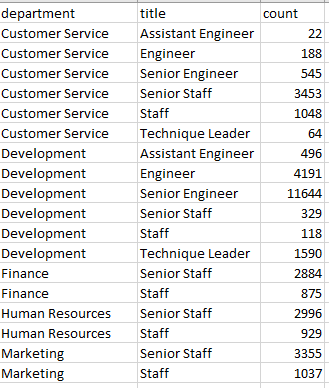 department title count
Customer Service Assistant Engineer 22
Customer Service Engineer 188
Customer Service Senior Engineer 545
Customer Service Senior Staff 3453
Customer Service Staff 1048
Customer Service Technique Leader 64
Development Assistant Engineer 496
Development Engineer 4191
Development Senior Engineer 11644
Development Senior Staff 329
Development Staff 118
Development Technique Leader 1590
Finance Senior Staff 2884
Finance Staff 875
Human Resources Senior Staff 2996
Human Resources Staff 929
Marketing Senior Staff 3355
Marketing Staff 1037